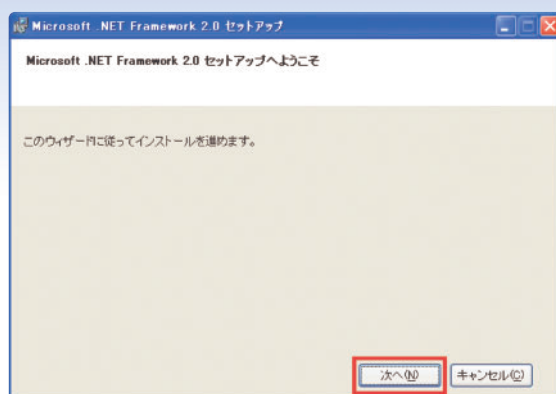 Microsoft .NET Framework 2.0 セットアップ
Microsoft .NET Framework 2.0 セットアップへようこそ
このウィザードに従ってインストールを進めます。
次へ(N)
キャンセル(C)